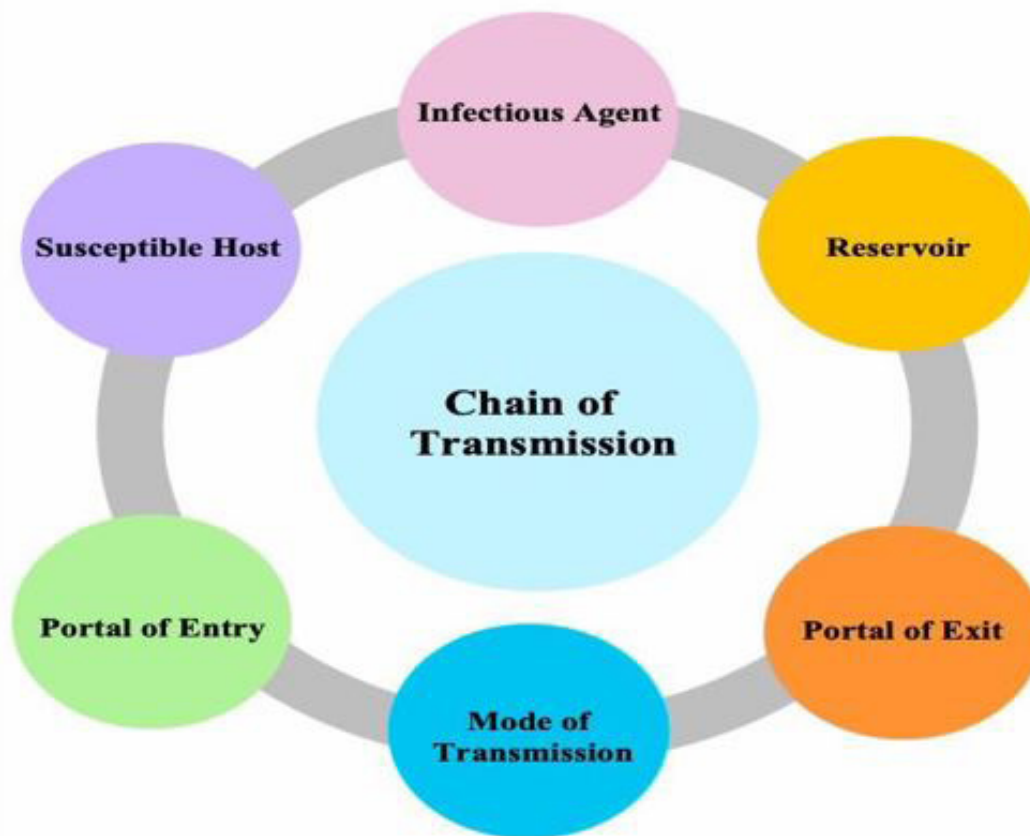 Infectious Agent
Reservoir
Susceptible Host
Chain of
Transmission
Portal of Entry
Portal of Exit
Mode of
Transmission